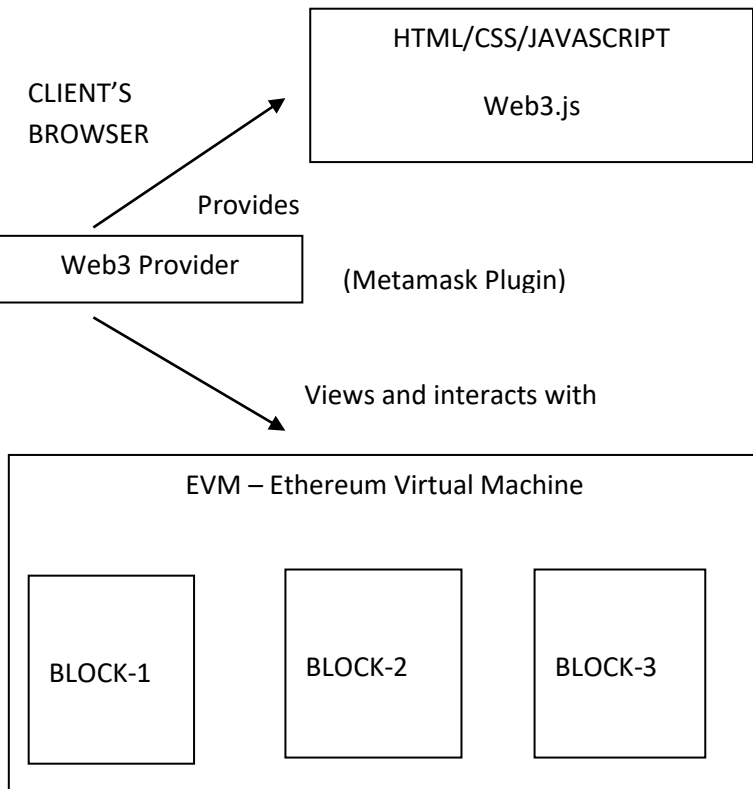 HTML/CSS/JAVASCRIPT
Web3.js
CLIENT’S
BROWSER
Provides
Web3 Provider
(Metamask Plugin)
Views and interacts with
EVM – Ethereum Virtual Machine
BLOCK-1
BLOCK-2
BLOCK-3